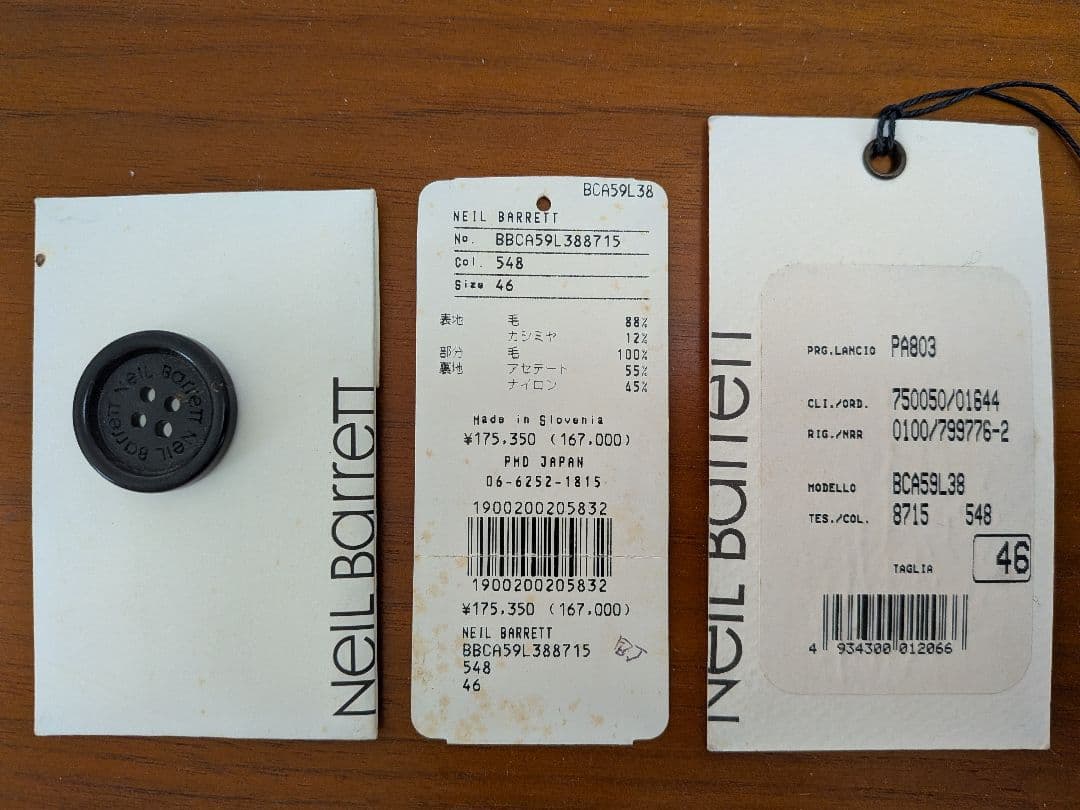 NEIL BARRETT NEIL BARRETT
NEIL BARRETT
BCA59L38
NEIL BARRETT
No. BBCA59L388715
Col. 548
Size 46
表地 毛 88%
カシミヤ 12%
部分 毛 100%
裏地 アセテート 55%
ナイロン 45%
Made in Slovenia
¥175,350 (167,000)
PMD JAPAN
06-6252-1815
1900200205832
1900200205832
¥175,350 (167,000)
NEIL BARRETT
BBCA59L388715
548
46
NEIL BARRETT
PRG.LANCIO PA803
CLI./ORD. 750050/01644
RIG./NRR 0100/799776-2
MODELLO BCA59L38
TES./COL. 8715 548
TAGLIA 46
4 934300 012066